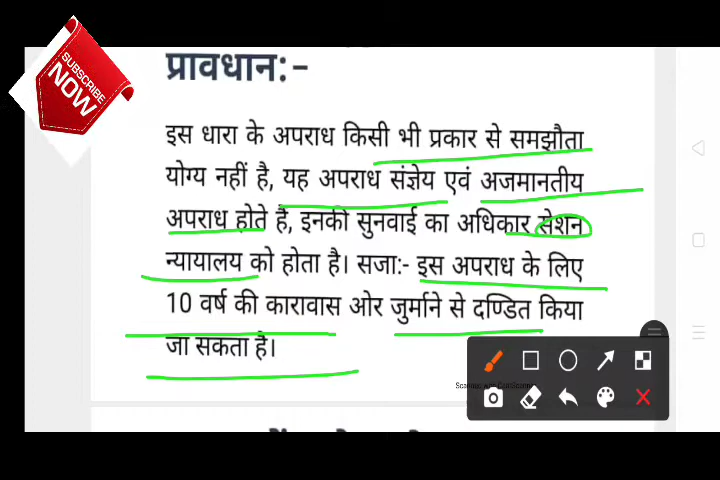 SUBSCRIBE
NOW
प्रावधान:-
इस धारा के अपराध किसी भी प्रकार से समझौता
योग्य नहीं है, यह अपराध संज्ञेय एवं अजमानतीय
अपराध होते है, इनकी सुनवाई का अधिकार सेशन
न्यायालय को होता है। सजा:- इस अपराध के लिए
10 वर्ष की कारावास ओर जुर्माने से दण्डित किया
जा सकता है।